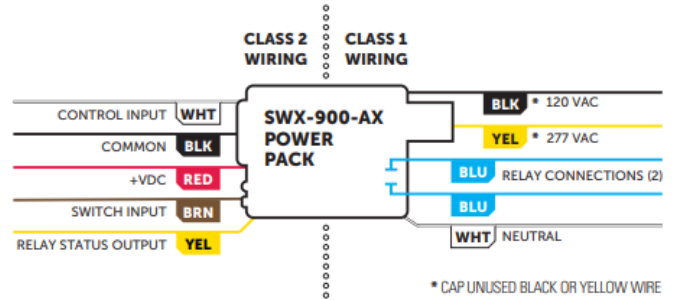 CLASS 2 WIRING
CLASS 1 WIRING
SWX-900-AX
POWER
PACK
CONTROL INPUT WHT
COMMON BLK
+VDC RED
SWITCH INPUT BRN
RELAY STATUS OUTPUT YEL
BLK * 120 VAC
YEL * 277 VAC
BLU RELAY CONNECTIONS (2)
BLU
WHT NEUTRAL
* CAP UNUSED BLACK OR YELLOW WIRE